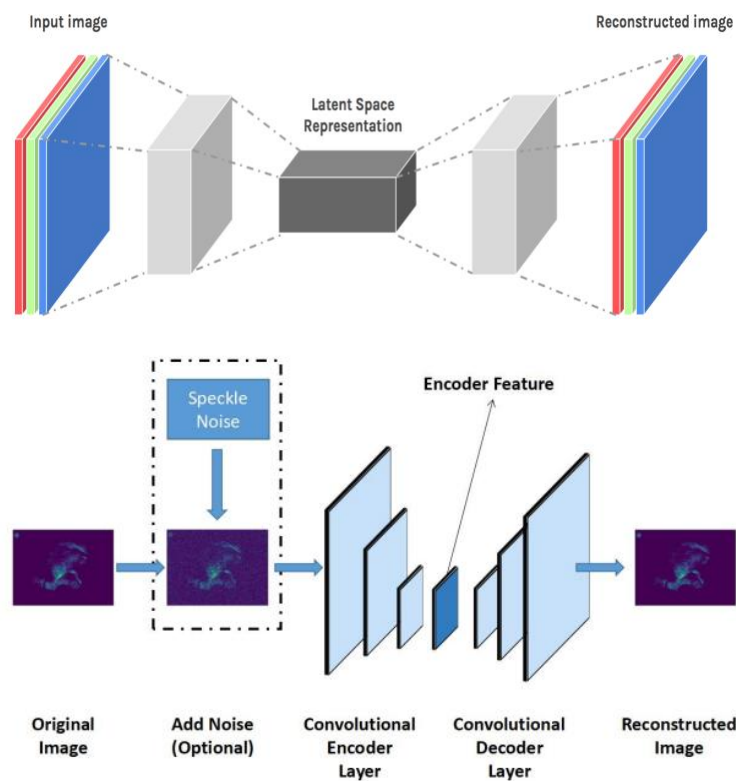 Input image
Reconstructed image
Latent Space
Representation
Speckle
Noise
Encoder Feature
Original
Image
Add Noise
(Optional)
Convolutional
Encoder
Layer
Convolutional
Decoder
Layer
Reconstructed
Image